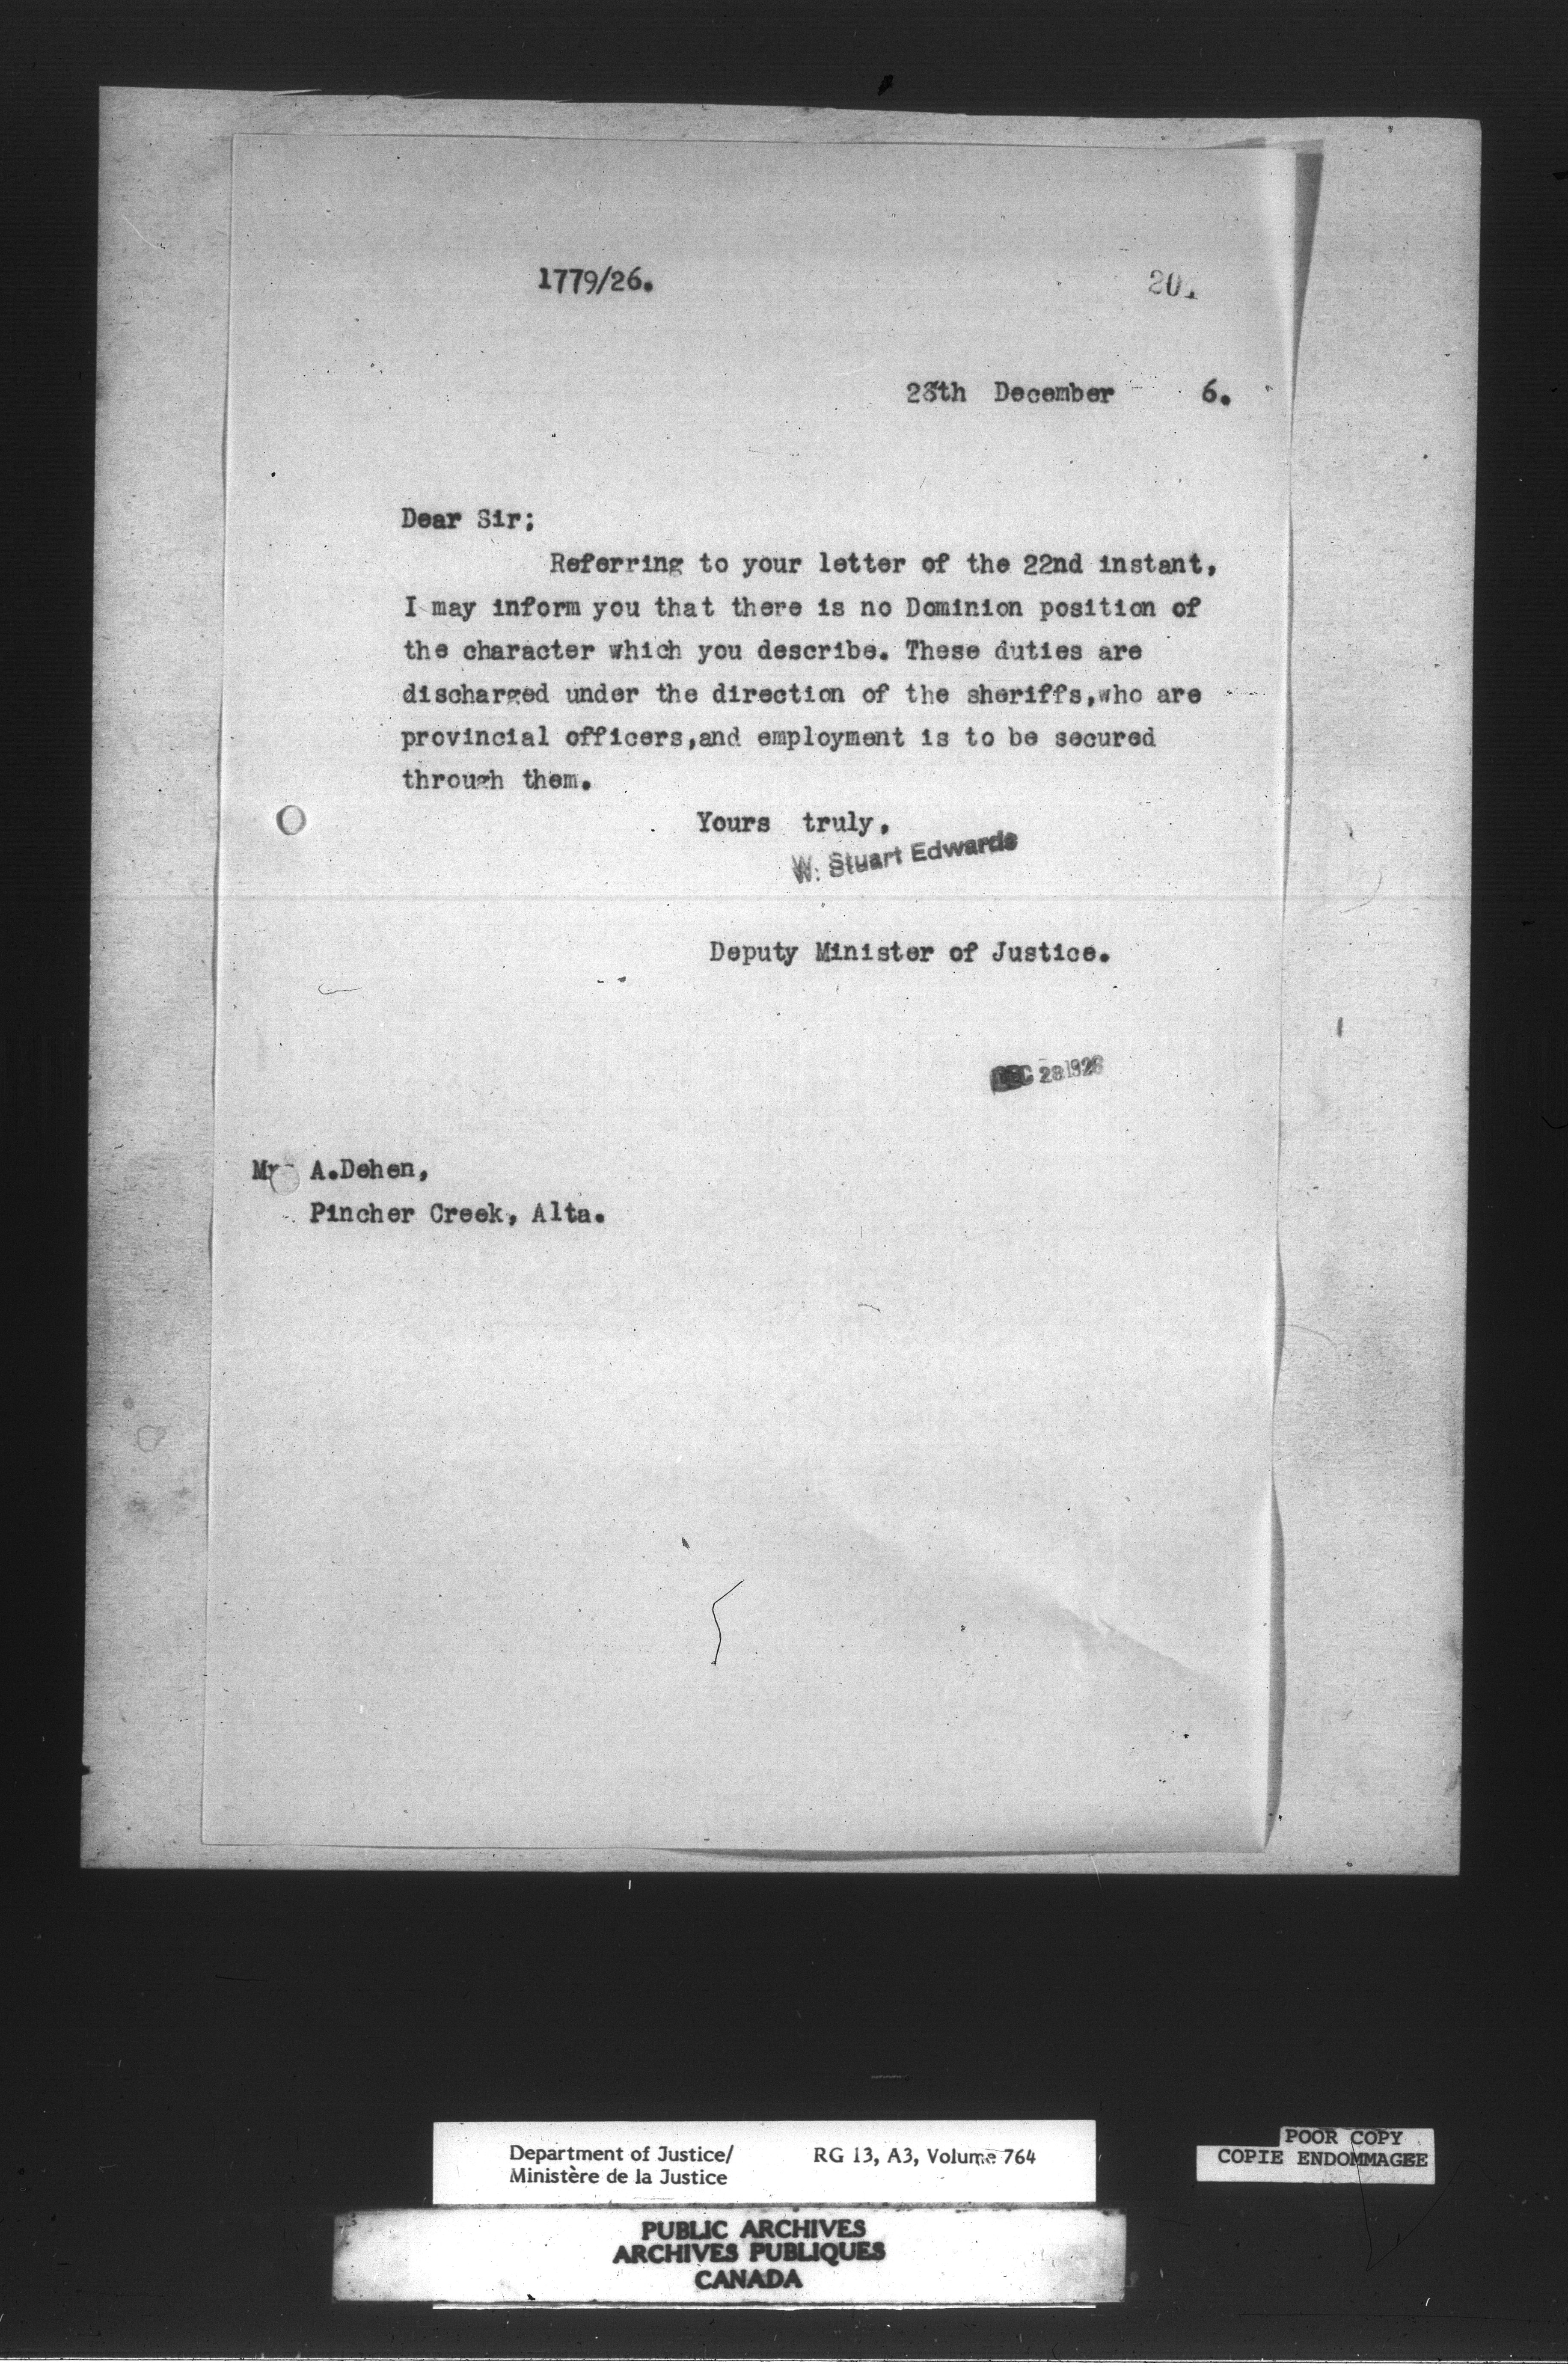 1779/26.
28th December 6.
Dear Sir;
Referring to your letter of the 22nd instant,
I may inform you that there is no Dominion position of
the character which you describe. These duties are
discharged under the direction of the sheriffs,who are
provincial officers,and employment is to be secured
through them.
Yours truly,
W. Stuart Edwards
Deputy Minister of Justice.
DEC 28 1926
Mr A.Dehen,
Pincher Creek, Alta.
Department of Justice/ RG 13, A3, Volume 764
Ministère de la Justice
POOR COPY
COPIE ENDOMMAGEE
PUBLIC ARCHIVES
ARCHIVES PUBLIQUES
CANADA